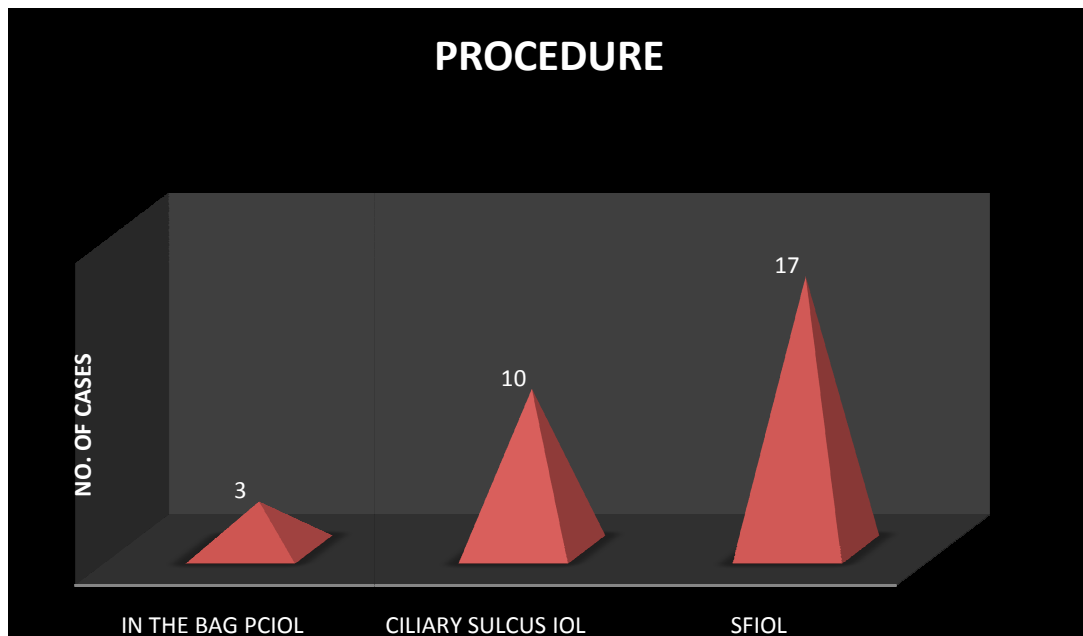 PROCEDURE
NO. OF CASES
3
10
17
IN THE BAG PCIOL
CILIARY SULCUS IOL
SFIOL